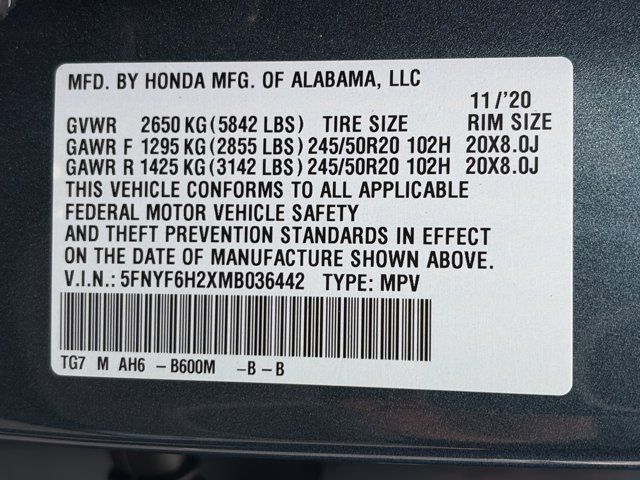 MFD. BY HONDA MFG. OF ALABAMA, LLC
11/'20
GVWR 2650 KG (5842 LBS) TIRE SIZE RIM SIZE
GAWR F 1295 KG (2855 LBS) 245/50R20 102H 20X8.0J
GAWR R 1425 KG (3142 LBS) 245/50R20 102H 20X8.0J
THIS VEHICLE CONFORMS TO ALL APPLICABLE
FEDERAL MOTOR VEHICLE SAFETY
AND THEFT PREVENTION STANDARDS IN EFFECT
ON THE DATE OF MANUFACTURE SHOWN ABOVE.
V.I.N.: 5FNYF6H2XMB036442 TYPE: MPV
TG7 M AH6 – B600M – B – B